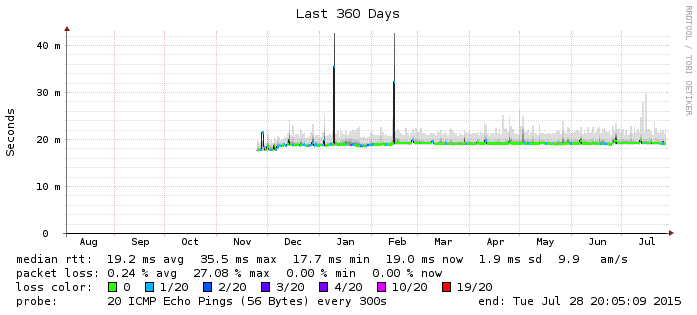 Last 360 Days
RRDTOOL / TOBI OETIKER
Seconds
40 m
30 m
20 m
10 m
0
Aug Sep Oct Nov Dec Jan Feb Mar Apr May Jun Jul
median rtt: 19.2 ms avg 35.5 ms max 17.7 ms min 19.0 ms now 1.9 ms sd 9.9 am/s
packet loss: 0.24 % avg 27.08 % max 0.00 % min 0.00 % now
loss color: 0 1/20 2/20 3/20 4/20 10/20 19/20
probe: 20 ICMP Echo Pings (56 Bytes) every 300s end: Tue Jul 28 20:05:09 2015